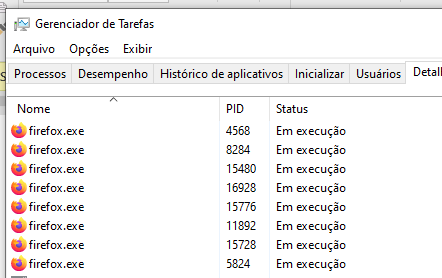 Gerenciador de Tarefas
Arquivo Opções Exibir
Processos Desempenho Histórico de aplicativos Inicializar Usuários Detal
Nome PID Status
firefox.exe 4568 Em execução
firefox.exe 8284 Em execução
firefox.exe 15480 Em execução
firefox.exe 16928 Em execução
firefox.exe 15776 Em execução
firefox.exe 11892 Em execução
firefox.exe 15728 Em execução
firefox.exe 5824 Em execução